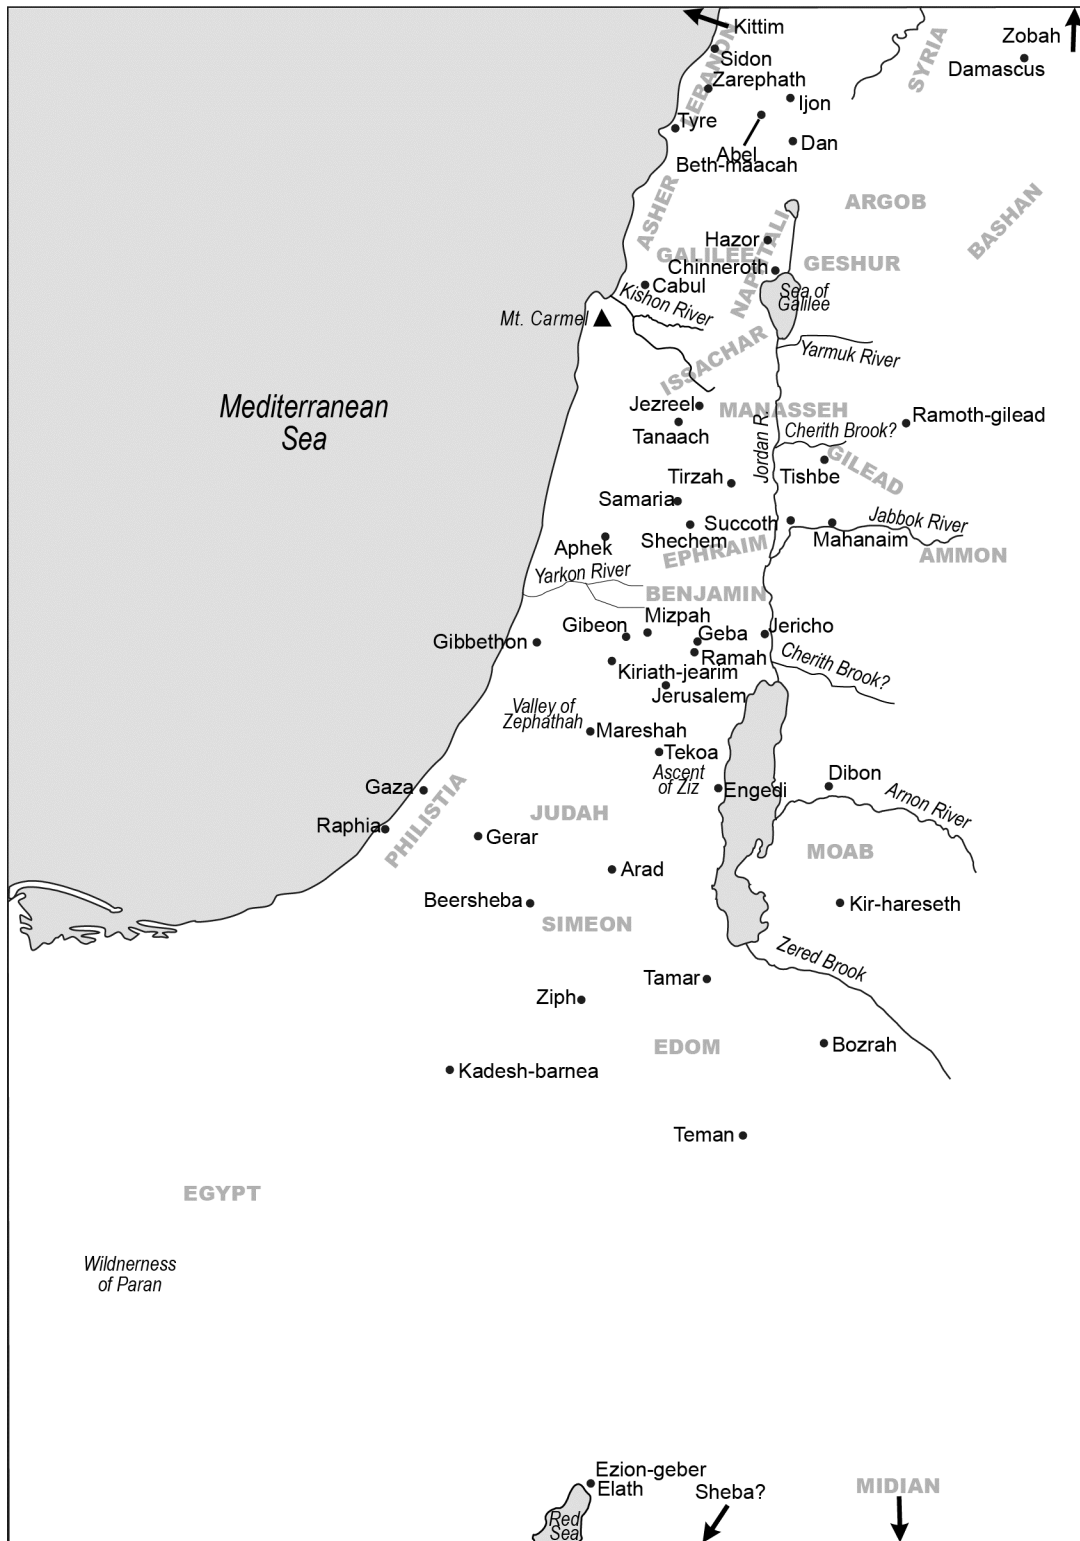 Kittim
Zobah
LEBANON
Sidon
SYRIA
Damascus
Zarephath
Ijon
Tyre
Dan
Abel
Beth-maacah
ASHER
ARGOB
BASHAN
Hazor
GALILEE
NAPHTALI
Chinneroth
GESHUR
Cabul
Sea of
Galilee
Kishon River
Mt. Carmel
ISSACHAR
Yarmuk River
Mediterranean
Sea
Jezreel
MANASSEH
Ramoth-gilead
Tanaach
Jordan R.
Cherith Brook?
GILEAD
Tirzah
Tishbe
Samaria
Shechem
Succoth
Jabbok River
Mahanaim
Aphek
EPHRAIM
AMMON
Yarkon River
BENJAMIN
Mizpah
Gibeon
Geba
Jericho
Gibbethon
Ramah
Kiriath-jearim
Cherith Brook?
Jerusalem
Valley of
Zephathah
Mareshah
Tekoa
Ascent
of Ziz
Dibon
Gaza
PHILISTIA
Engedi
Arnon River
JUDAH
Raphia
Gerar
MOAB
Arad
Beersheba
Kir-hareseth
SIMEON
Zered Brook
Tamar
Ziph
EDOM
Bozrah
Kadesh-barnea
Teman
EGYPT
Wildnerness
of Paran
Ezion-geber
Elath
Sheba?
MIDIAN
Red
Sea